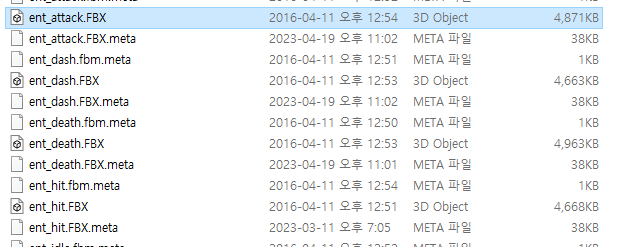 ent_attack.FBX 2016-04-11 오후 12:54 3D Object 4,871KB
ent_attack.FBX.meta 2023-04-19 오후 11:02 META 파일 38KB
ent_dash.fbm.meta 2016-04-11 오후 12:51 META 파일 1KB
ent_dash.FBX 2016-04-11 오후 12:53 3D Object 4,663KB
ent_dash.FBX.meta 2023-04-19 오후 11:02 META 파일 38KB
ent_death.fbm.meta 2016-04-11 오후 12:50 META 파일 1KB
ent_death.FBX 2016-04-11 오후 12:53 3D Object 4,963KB
ent_death.FBX.meta 2023-04-19 오후 11:01 META 파일 38KB
ent_hit.fbm.meta 2016-04-11 오후 12:54 META 파일 1KB
ent_hit.FBX 2016-04-11 오후 12:51 3D Object 4,668KB
ent_hit.FBX.meta 2023-03-11 오후 7:05 META 파일 38KB